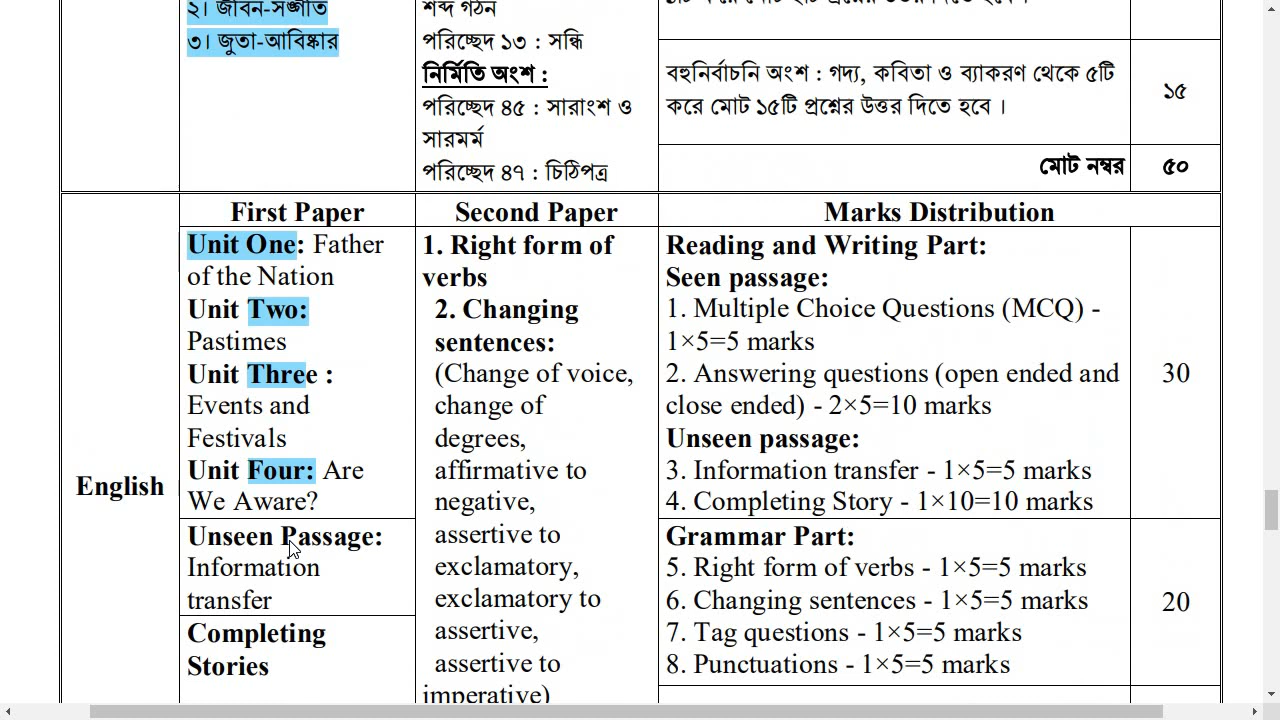 ২। জীবন-সঙ্গীত
৩। জুতা-আবিষ্কার
শব্দ গঠন
পরিচ্ছেদ ১৩ : সন্ধি
নির্মিতি অংশ :
পরিচ্ছেদ ৪৫ : সারাংশ ও
সারমর্ম
পরিচ্ছেদ ৪৭ : চিঠিপত্র
বহুনির্বাচনি অংশ : গদ্য, কবিতা ও ব্যাকরণ থেকে ৫টি
করে মোট ১৫টি প্রশ্নের উত্তর দিতে হবে ।
১৫
মোট নম্বর
৫০
English
First Paper
Unit One: Father
of the Nation
Unit Two:
Pastimes
Unit Three :
Events and
Festivals
Unit Four: Are
We Aware?
Unseen Passage:
Information
transfer
Completing
Stories
Second Paper
1. Right form of
verbs
2. Changing
sentences:
(Change of voice,
change of
degrees,
affirmative to
negative,
assertive to
exclamatory,
exclamatory to
assertive,
assertive to
imperative)
Marks Distribution
Reading and Writing Part:
Seen passage:
1. Multiple Choice Questions (MCQ) -
1×5=5 marks
2. Answering questions (open ended and
close ended) - 2×5=10 marks
Unseen passage:
3. Information transfer - 1×5=5 marks
4. Completing Story - 1×10=10 marks
30
Grammar Part:
5. Right form of verbs - 1×5=5 marks
6. Changing sentences - 1×5=5 marks
7. Tag questions - 1×5=5 marks
8. Punctuations - 1×5=5 marks
20